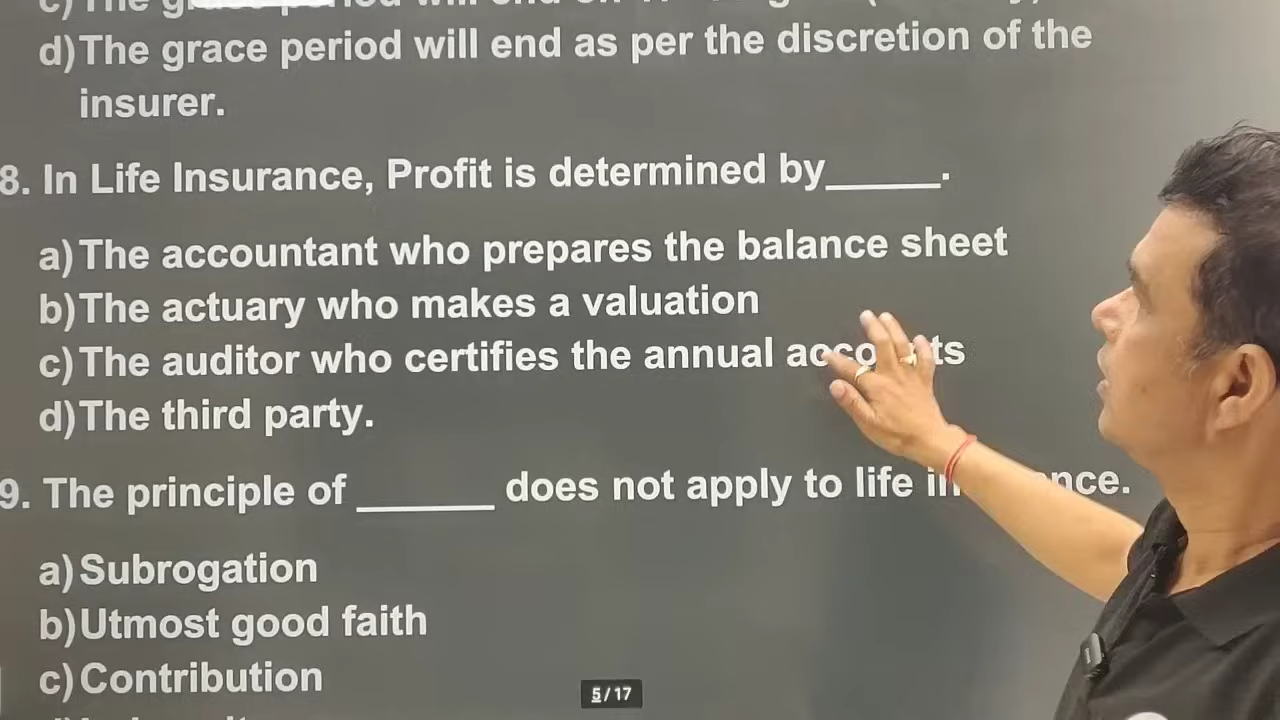 d) The grace period will end as per the discretion of the
insurer.
8. In Life Insurance, Profit is determined by______.
a) The accountant who prepares the balance sheet
b) The actuary who makes a valuation
c) The auditor who certifies the annual
d) The third party.
9. The principle of ______ does not apply to life
a) Subrogation
b) Utmost good faith
c) Contribution
5/17